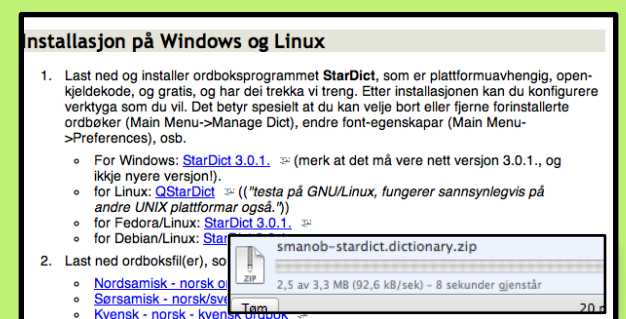 Installasjon på Windows og Linux
1. Last ned og installer ordboksprogrammet StarDict, som er plattformuavhengig, open-
kjeldekode, og gratis, og har dei trekka vi treng. Etter installasjonen kan du konfigurere
verktyga som du vil. Det betyr spesielt at du kan velje bort eller fjerne forinstallerte
ordbøker (Main Menu->Manage Dict), endre font-egenskapar (Main Menu-
>Preferences), osb.
For Windows: StarDict 3.0.1. (merk at det må vere nett versjon 3.0.1., og
ikkje nyere versjon!).
for Linux: QStarDict (("testa på GNU/Linux, fungerer sannsynlegvis på
andre UNIX plattformar også."))
for Fedora/Linux: StarDict 3.0.1.
for Debian/Linux:
2. Last ned ordboksfil(er),
Nordsamisk - norsk
Sørsamisk - norsk/
Kvensk - norsk - kvensk ordbok
smanob-stardict.dictionary.zip
ZIP
2,5 av 3,3 MB (92,6 kB/sek) – 8 sekunder gjenstår
Tøm
20